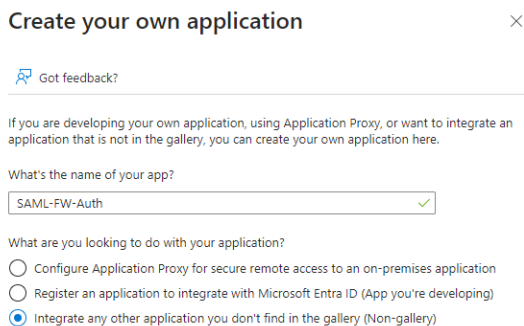 Create your own application
Got feedback?
If you are developing your own application, using Application Proxy, or want to integrate an
application that is not in the gallery, you can create your own application here.
What's the name of your app?
SAML-FW-Auth
What are you looking to do with your application?
Configure Application Proxy for secure remote access to an on-premises application
Register an application to integrate with Microsoft Entra ID (App you're developing)
Integrate any other application you don't find in the gallery (Non-gallery)